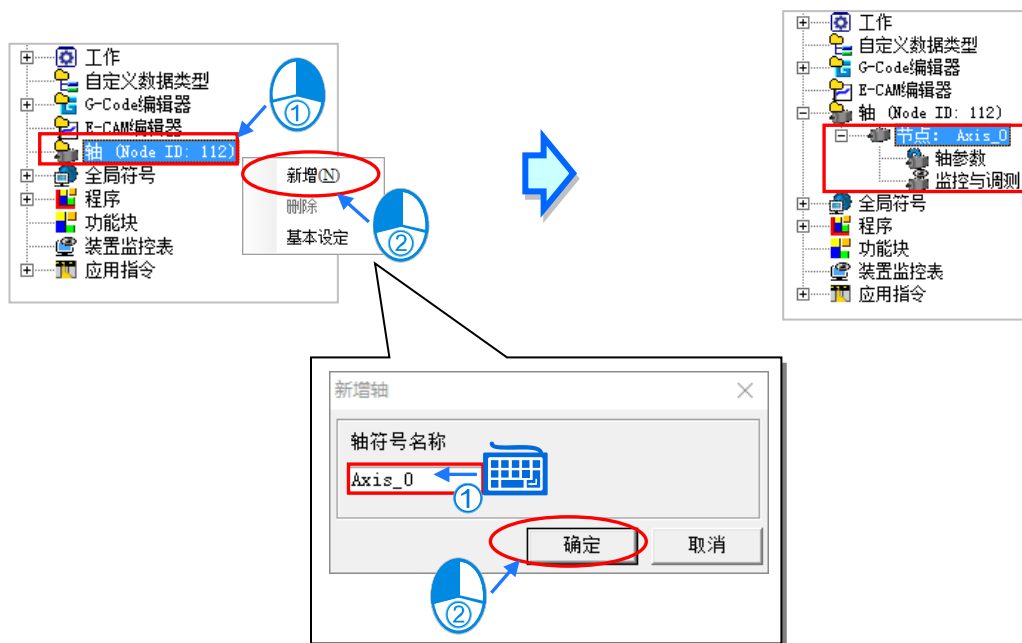 工作
自定义数据类型
G-Code编辑器
E-CAM编辑器
轴 (Node ID: 112)
全局符号
程序
功能块
装置监控表
应用指令
①
新增(N)
删除
基本设定
②
工作
自定义数据类型
G-Code编辑器
E-CAM编辑器
轴 (Node ID: 112)
节点: Axis_0
轴参数
监控与调测
全局符号
程序
功能块
装置监控表
应用指令
新增轴
轴符号名称
Axis_0
①
确定
取消
②